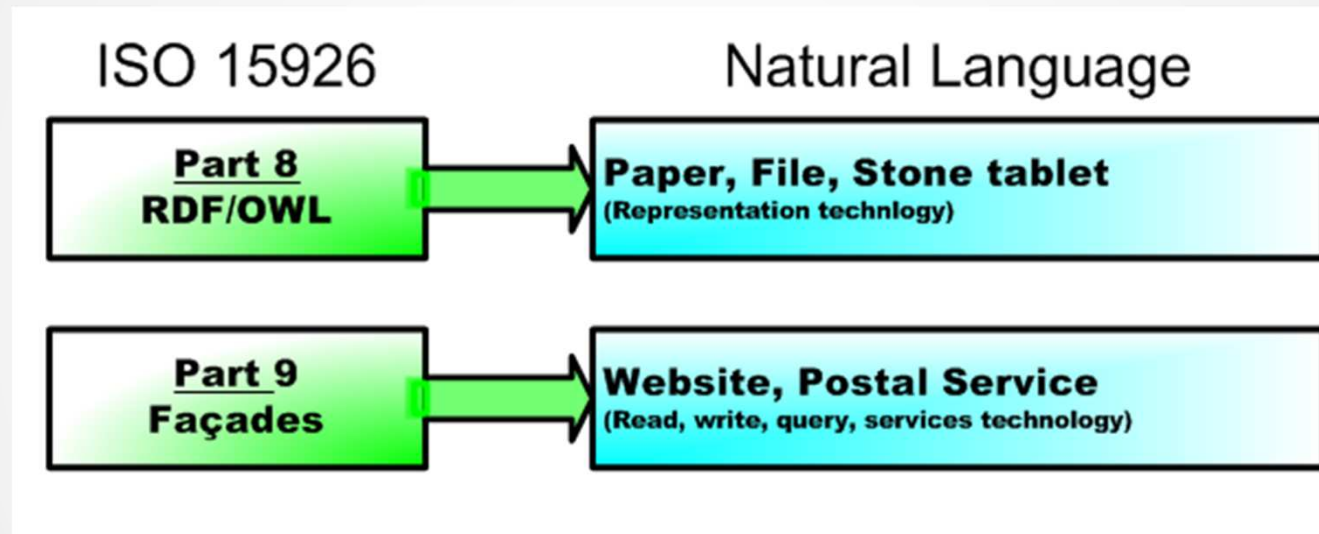 ISO 15926
Natural Language
Part 8
RDF/OWL
Paper, File, Stone tablet
(Representation technlogy)
Part 9
Façades
Website, Postal Service
(Read, write, query, services technology)